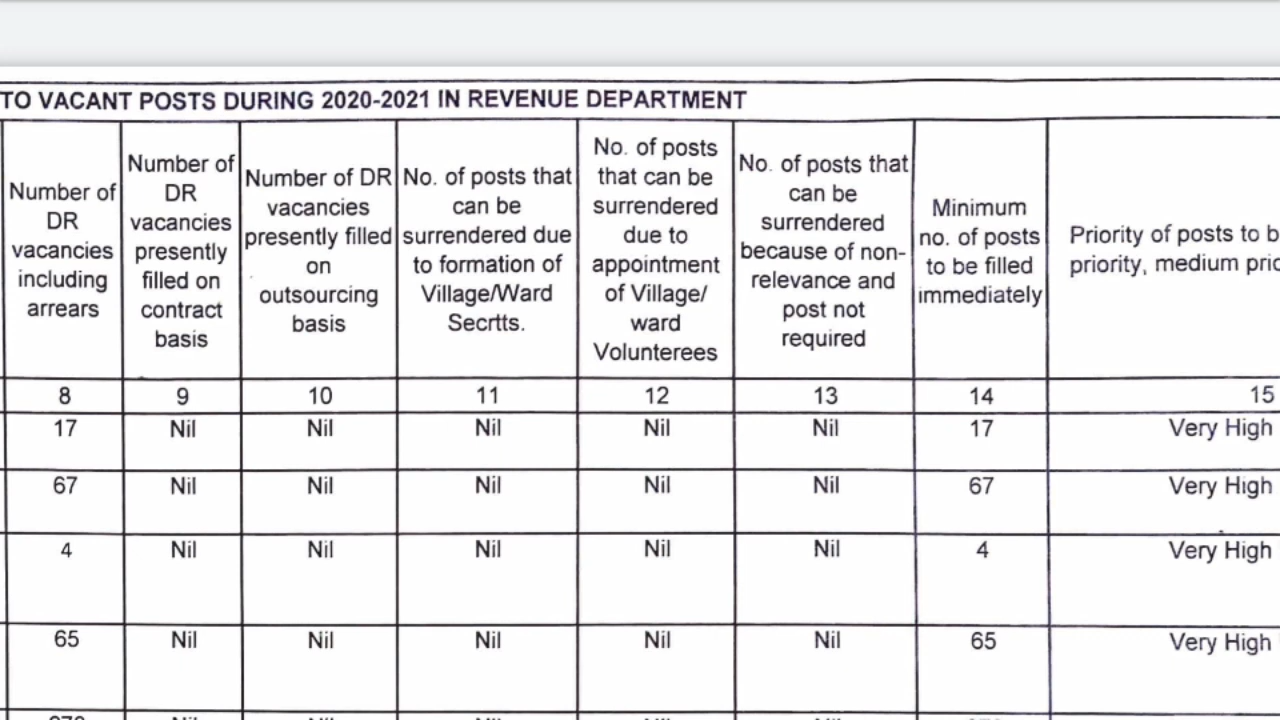 TO VACANT POSTS DURING 2020-2021 IN REVENUE DEPARTMENT
Number of
DR
vacancies
including
arrears
Number of
DR
vacancies
presently
filled on
contract
basis
Number of DR
vacancies
presently filled
on
outsourcing
basis
No. of posts that
can be
surrendered due
to formation of
Village/Ward
Secrtts.
No. of posts
that can be
surrendered
due to
appointment
of Village/
ward
Volunterees
No. of posts that
can be
surrendered
because of non-
relevance and
post not
required
Minimum
no. of posts
to be filled
immediately
Priority of posts to b
priority, medium prio
8 9 10 11 12 13 14 15
17 Nil Nil Nil Nil Nil 17 Very High
67 Nil Nil Nil Nil Nil 67 Very High
4 Nil Nil Nil Nil Nil 4 Very High
65 Nil Nil Nil Nil Nil 65 Very High